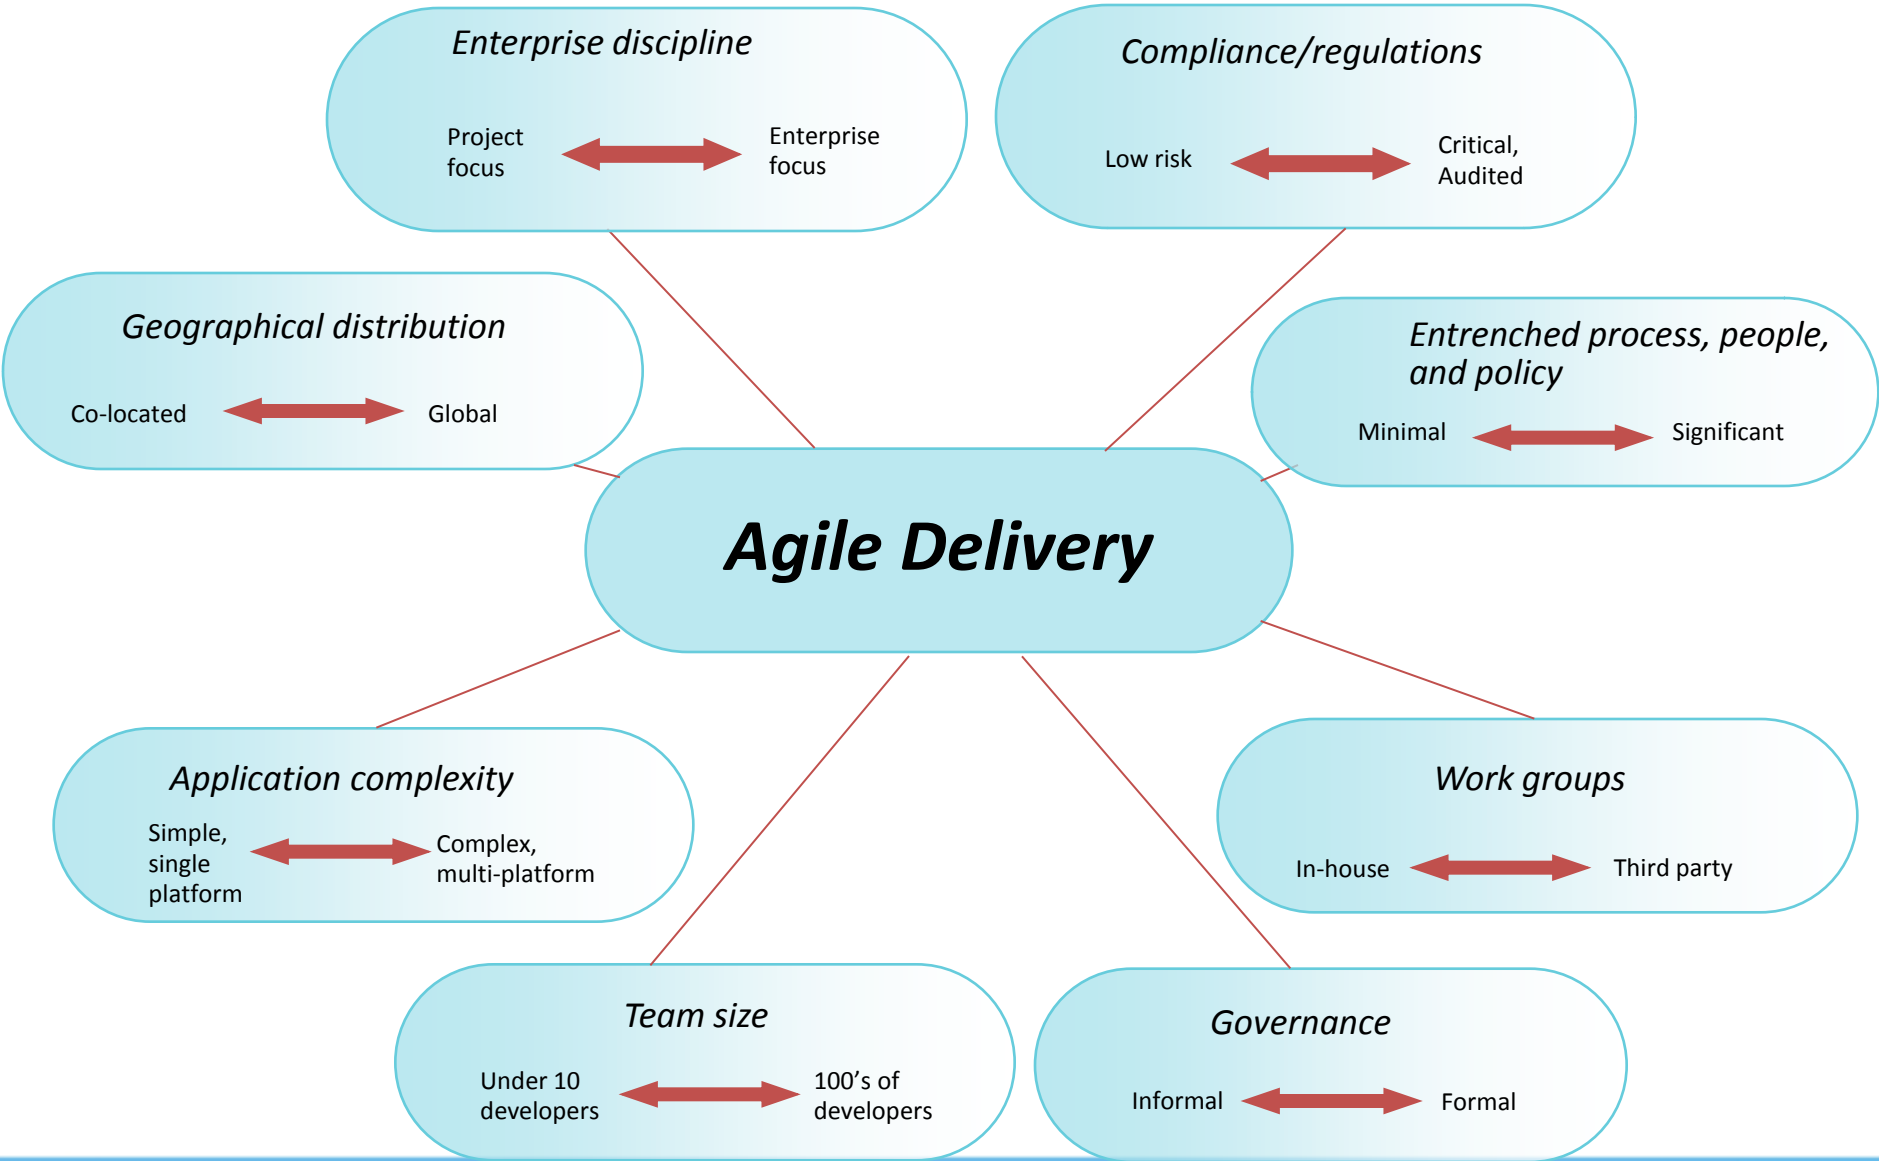 Enterprise discipline
Project
focus
Enterprise
focus
Compliance/regulations
Low risk
Critical,
Audited
Geographical distribution
Co-located
Global
Entrenched process, people,
and policy
Minimal
Significant
Agile Delivery
Application complexity
Simple,
single
platform
Complex,
multi-platform
Work groups
In-house
Third party
Team size
Under 10
developers
100’s of
developers
Governance
Informal
Formal